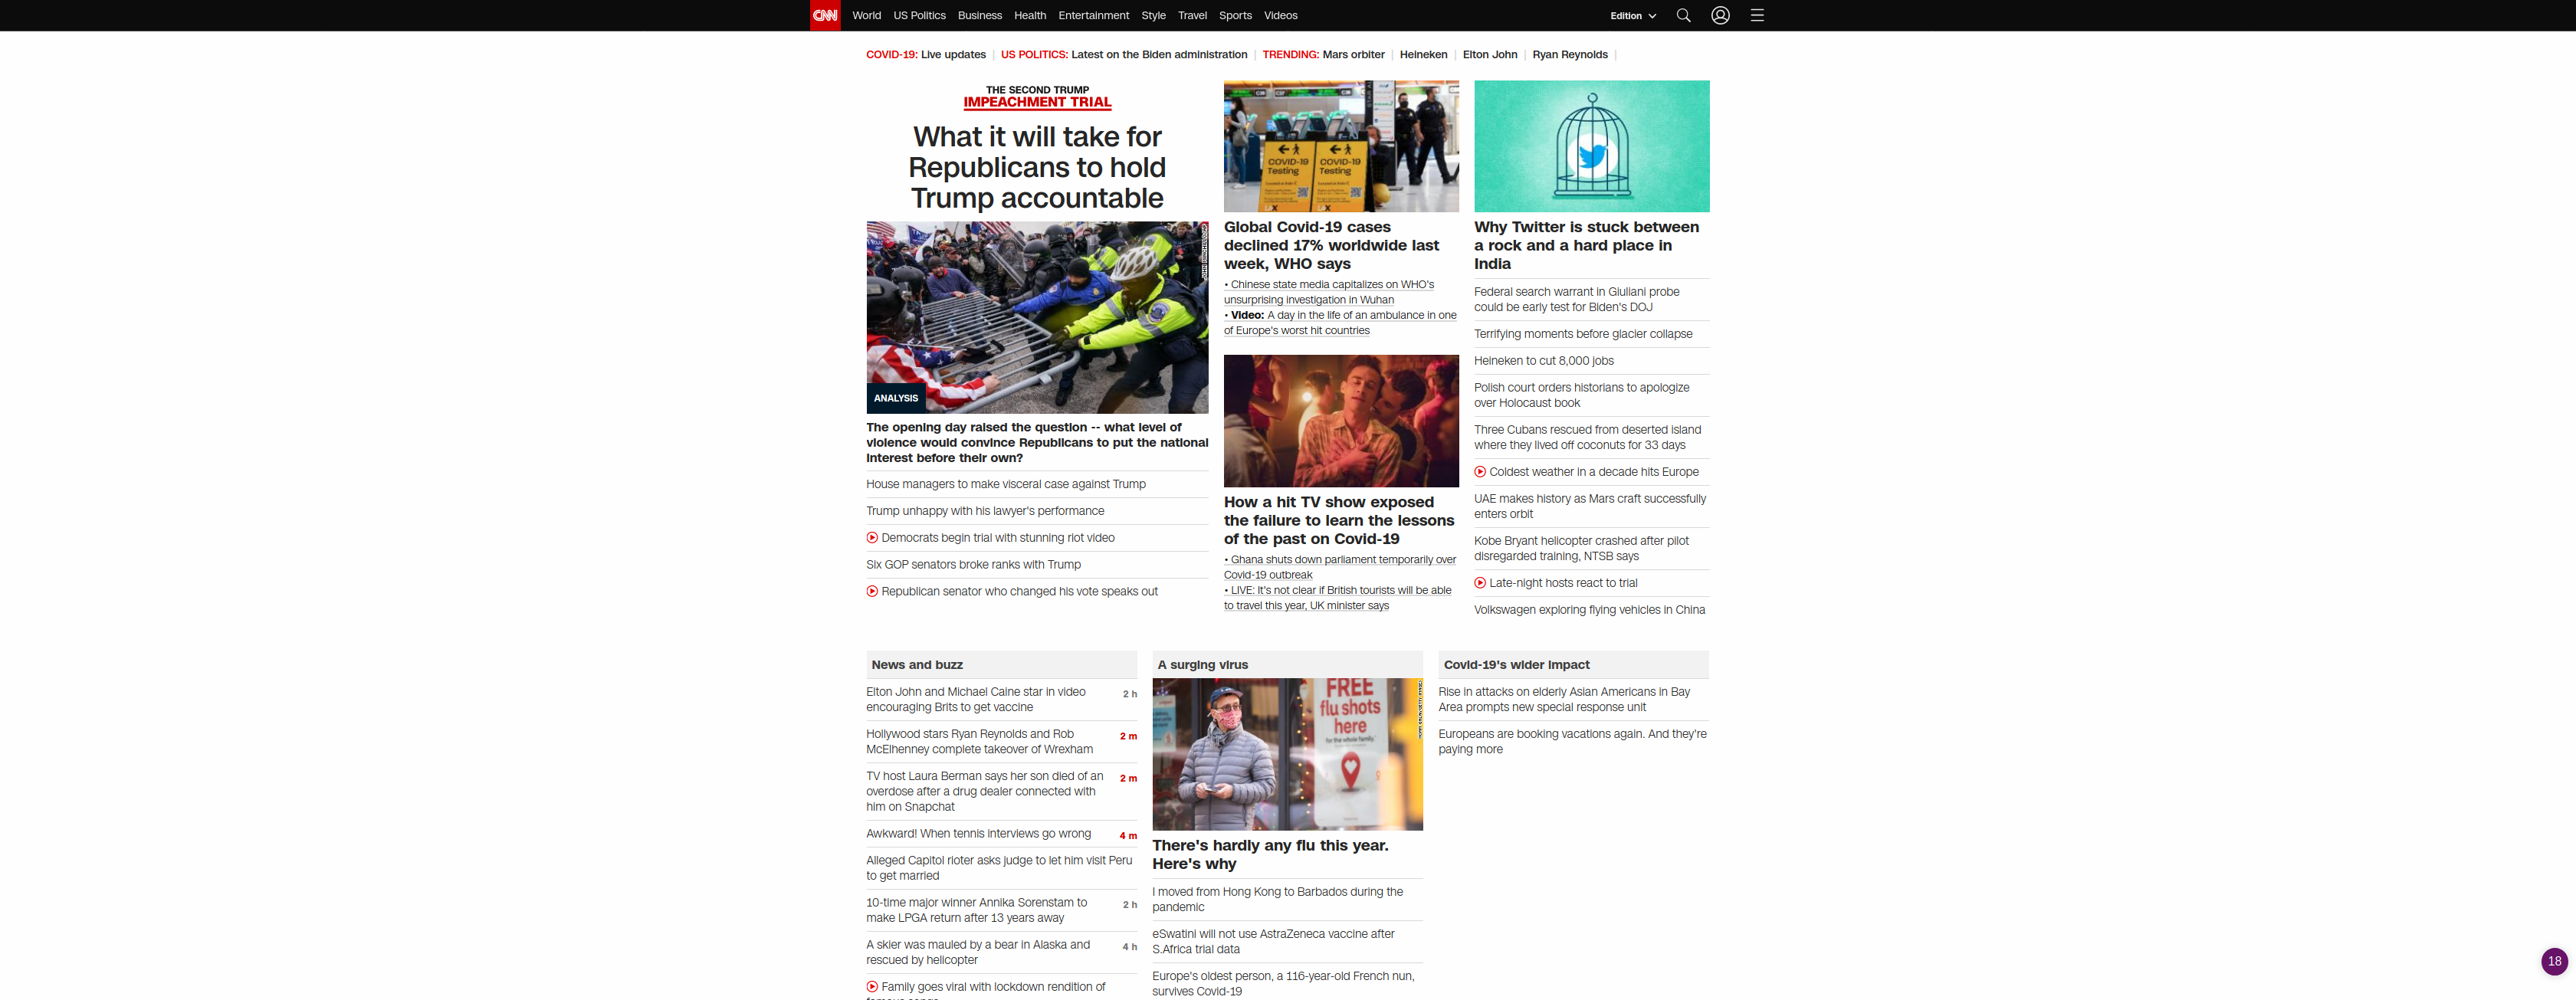 CNN World US Politics Business Health Entertainment Style Travel Sports Videos Edition
COVID-19: Live updates | US POLITICS: Latest on the Biden administration | TRENDING: Mars orbiter | Heineken | Elton John | Ryan Reynolds |
THE SECOND TRUMP
IMPEACHMENT TRIAL
What it will take for
Republicans to hold
Trump accountable
ANALYSIS
The opening day raised the question -- what level of
violence would convince Republicans to put the national
interest before their own?
House managers to make visceral case against Trump
Trump unhappy with his lawyer's performance
Democrats begin trial with stunning riot video
Six GOP senators broke ranks with Trump
Republican senator who changed his vote speaks out
COVID-19
Testing
COVID-19
Testing
Global Covid-19 cases
declined 17% worldwide last
week, WHO says
• Chinese state media capitalizes on WHO's
unsurprising investigation in Wuhan
• Video: A day in the life of an ambulance in one
of Europe's worst hit countries
How a hit TV show exposed
the failure to learn the lessons
of the past on Covid-19
• Ghana shuts down parliament temporarily over
Covid-19 outbreak
• LIVE: It's not clear if British tourists will be able
to travel this year, UK minister says
Why Twitter is stuck between
a rock and a hard place in
India
Federal search warrant in Giuliani probe
could be early test for Biden's DOJ
Terrifying moments before glacier collapse
Heineken to cut 8,000 jobs
Polish court orders historians to apologize
over Holocaust book
Three Cubans rescued from deserted island
where they lived off coconuts for 33 days
Coldest weather in a decade hits Europe
UAE makes history as Mars craft successfully
enters orbit
Kobe Bryant helicopter crashed after pilot
disregarded training, NTSB says
Late-night hosts react to trial
Volkswagen exploring flying vehicles in China
News and buzz
Elton John and Michael Caine star in video 2 h
encouraging Brits to get vaccine
Hollywood stars Ryan Reynolds and Rob 2 m
McElhenney complete takeover of Wrexham
TV host Laura Berman says her son died of an 2 m
overdose after a drug dealer connected with
him on Snapchat
Awkward! When tennis interviews go wrong 4 m
Alleged Capitol rioter asks judge to let him visit Peru
to get married
10-time major winner Annika Sorenstam to 2 h
make LPGA return after 13 years away
A skier was mauled by a bear in Alaska and 4 h
rescued by helicopter
Family goes viral with lockdown rendition of
A surging virus
FREE
flu shots
here
for the whole family.
There's hardly any flu this year.
Here's why
I moved from Hong Kong to Barbados during the
pandemic
eSwatini will not use AstraZeneca vaccine after
S.Africa trial data
Europe's oldest person, a 116-year-old French nun,
survives Covid-19
Covid-19's wider impact
Rise in attacks on elderly Asian Americans in Bay
Area prompts new special response unit
Europeans are booking vacations again. And they're
paying more
18